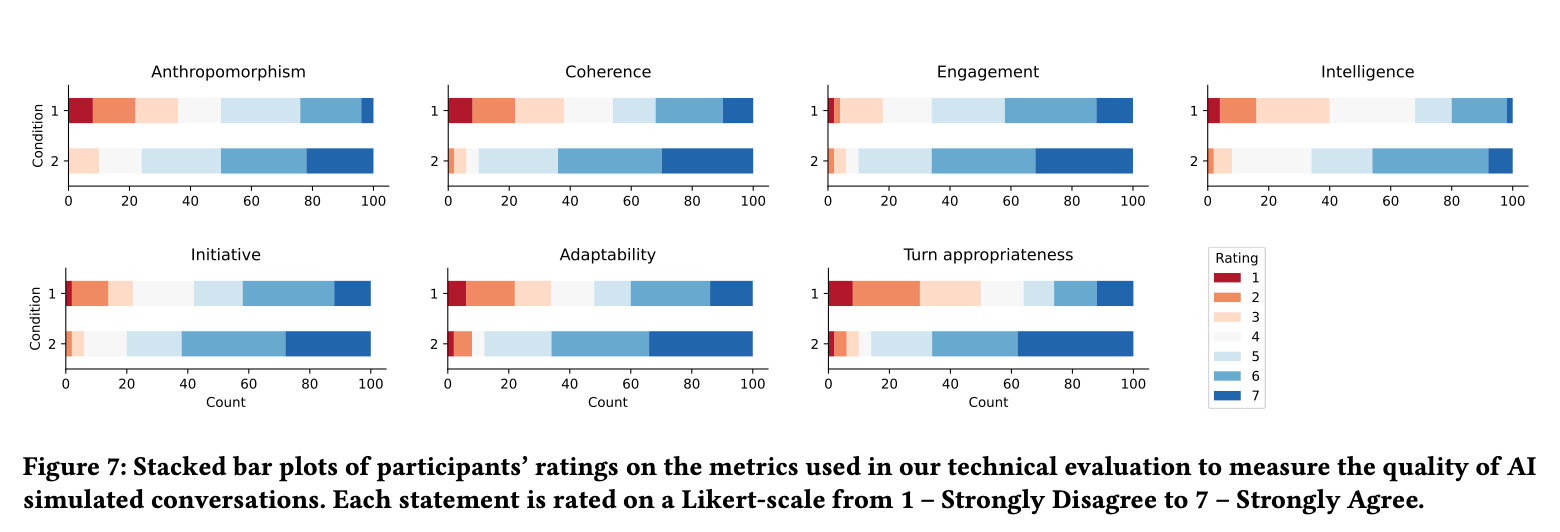 Anthropomorphism
Coherence
Engagement
Intelligence
Condition
1
2
0 20 40 60 80 100
1
2
0 20 40 60 80 100
1
2
0 20 40 60 80 100
1
2
0 20 40 60 80 100
Initiative
Adaptability
Turn appropriateness
Condition
1
2
0 20 40 60 80 100
Count
1
2
0 20 40 60 80 100
Count
1
2
0 20 40 60 80 100
Count
Rating
1
2
3
4
5
6
7
Figure 7: Stacked bar plots of participants’ ratings on the metrics used in our technical evaluation to measure the quality of AI
simulated conversations. Each statement is rated on a Likert-scale from 1 – Strongly Disagree to 7 – Strongly Agree.